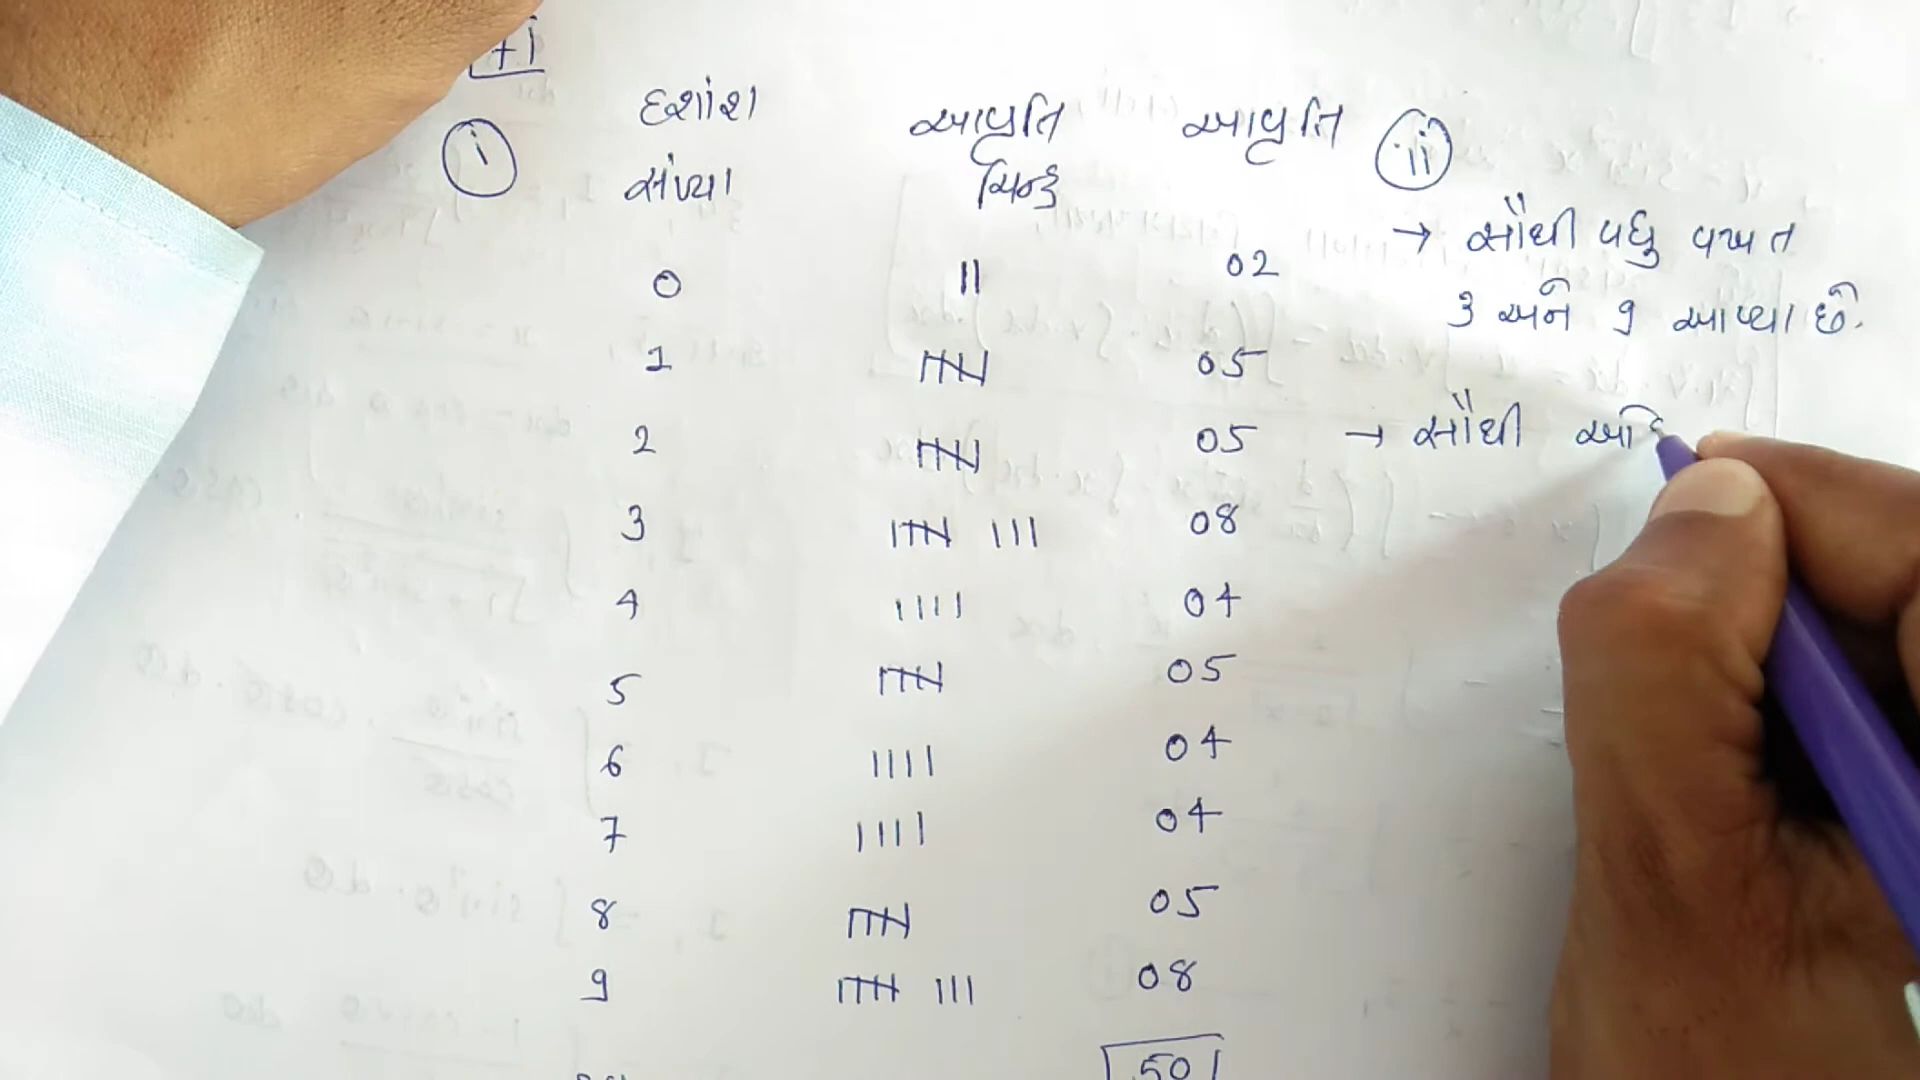 +i
i
દશાંશ સંખ્યા આવૃતિ ચિન્હ આવૃતિ
0 || 02
1 |||| 05
2 |||| 05
3 |||| ||| 08
4 |||| 04
5 |||| 05
6 |||| 04
7 |||| 04
8 |||| 05
9 |||| ||| 08
50
ii
→ સૌથી વધુ વખત
3 અને 9 આવ્યા છે.
→ સૌથી